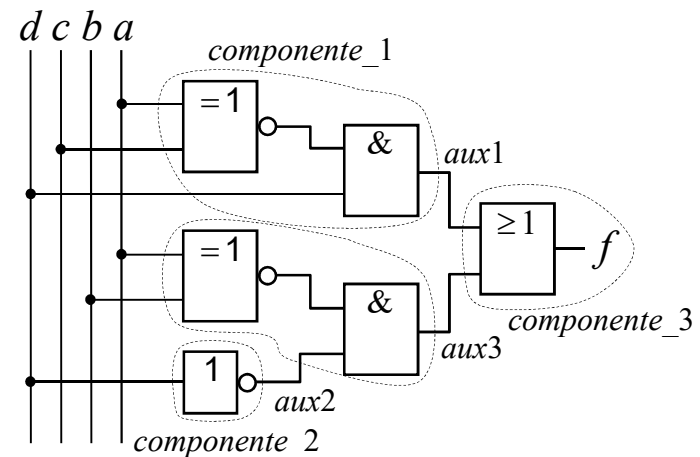 d c b a
componente_1
= 1
&
aux1
= 1
≥ 1
f
&
componente_3
aux3
1
aux2
componente_2